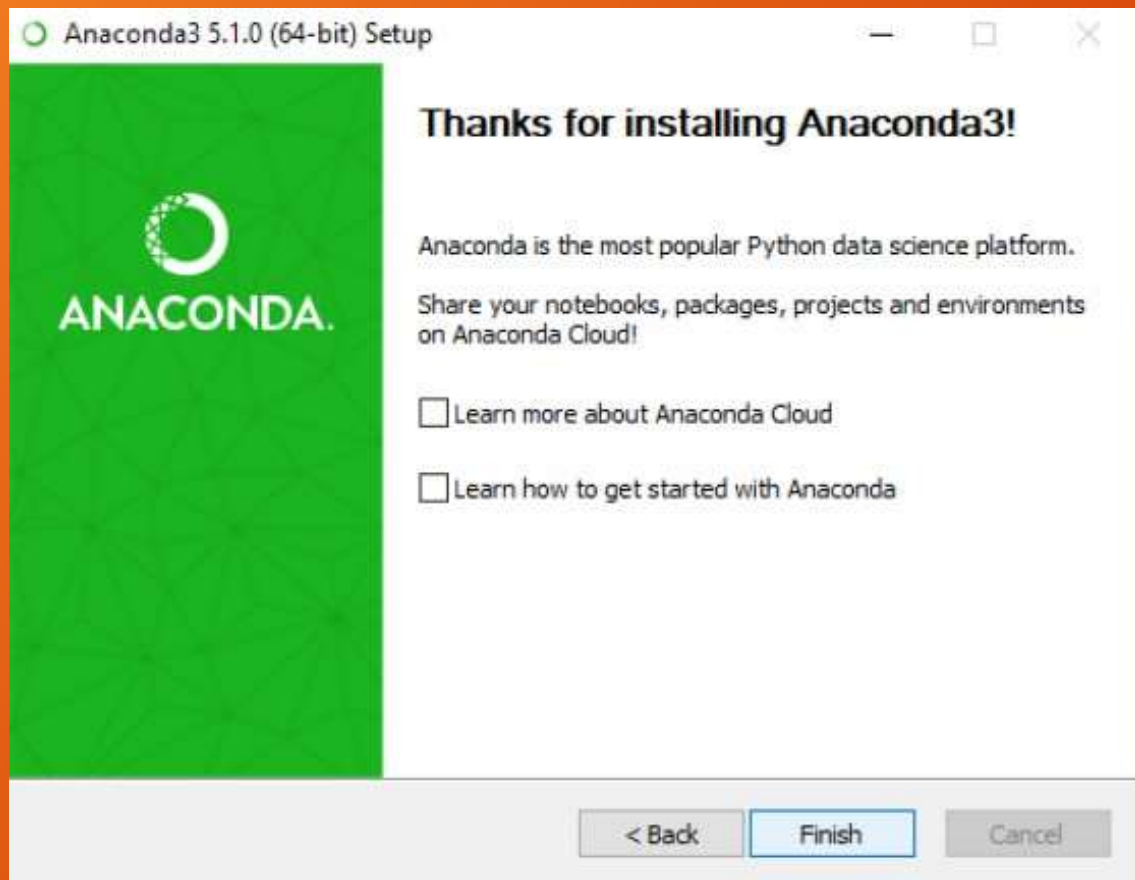 Anaconda3 5.1.0 (64-bit) Setup
ANACONDA.
Thanks for installing Anaconda3!
Anaconda is the most popular Python data science platform.
Share your notebooks, packages, projects and environments
on Anaconda Cloud!
Learn more about Anaconda Cloud
Learn how to get started with Anaconda
< Back Finish Cancel